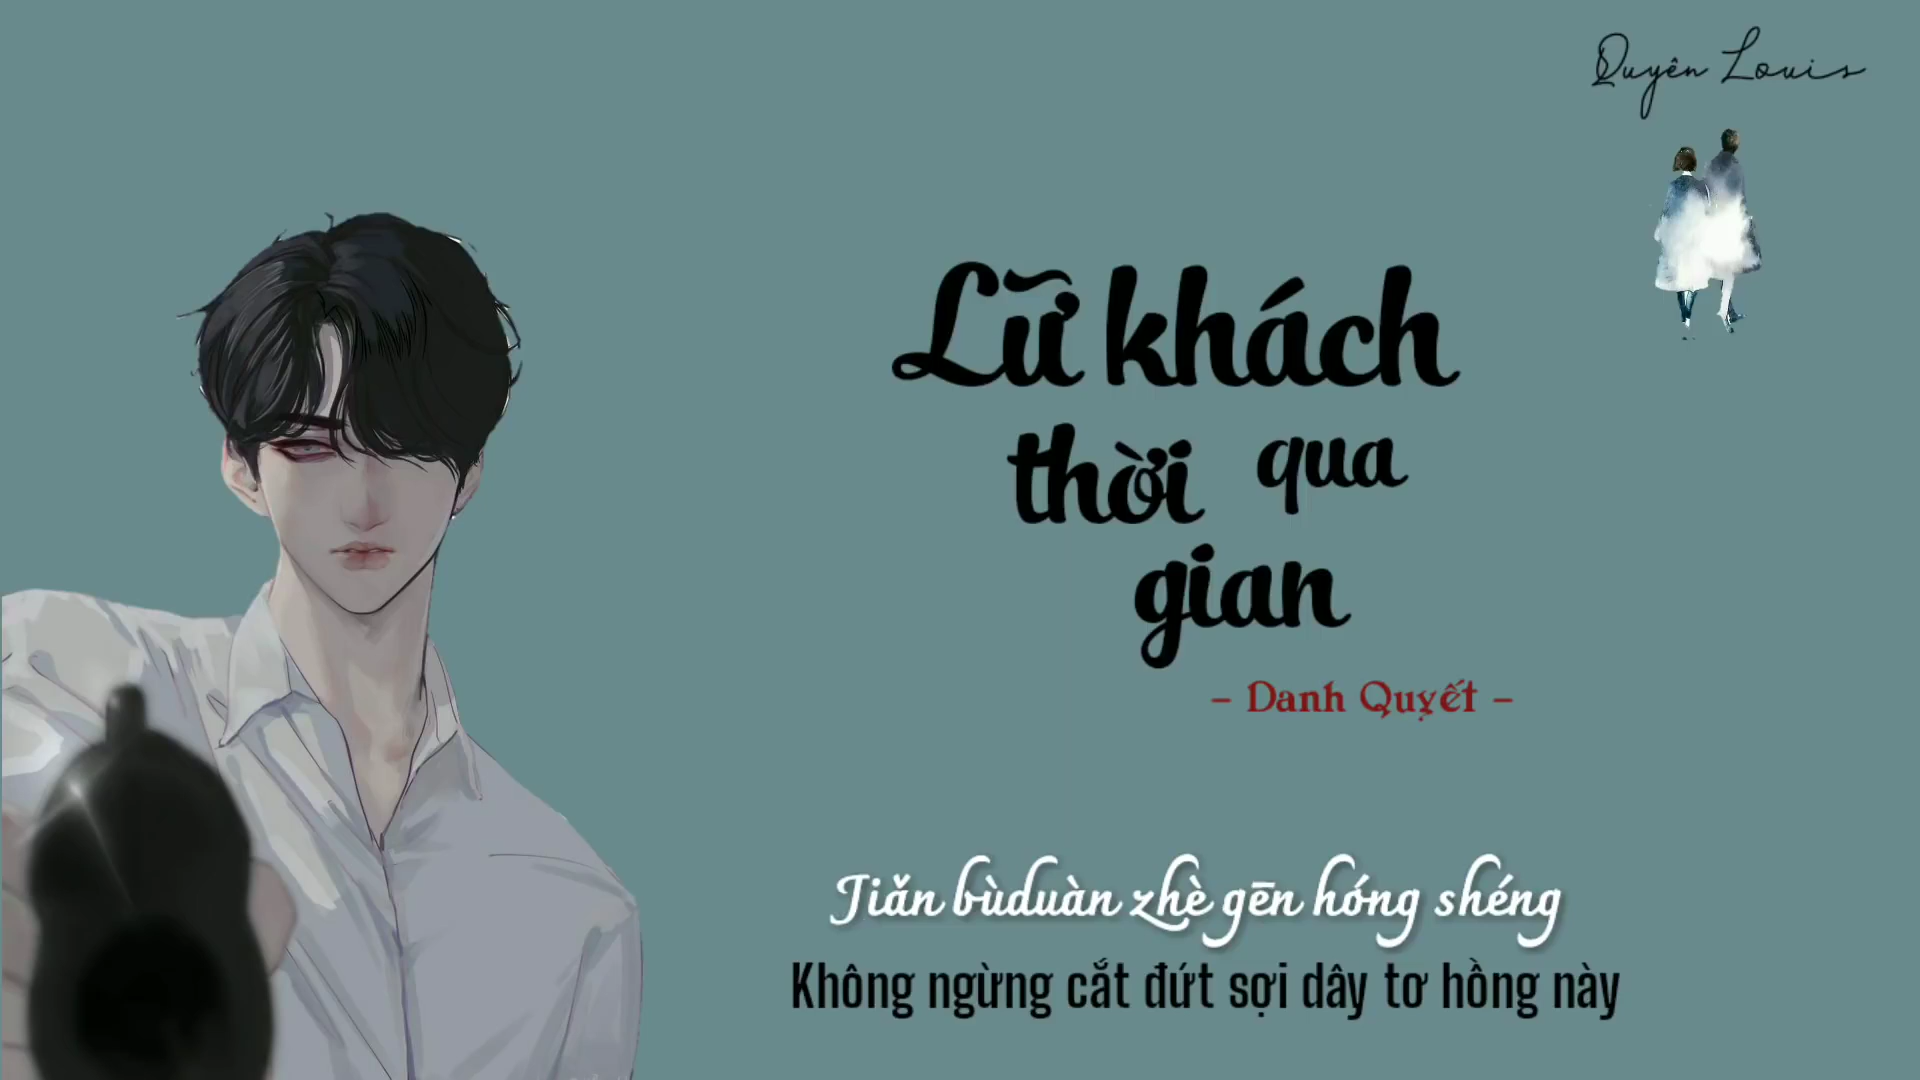 Quyên Louis
Lữ khách
thời qua
gian
- Danh Quyết -
Jiǎn bùduàn zhè gēn hóng shéng
Không ngừng cắt đứt sợi dây tơ hồng này